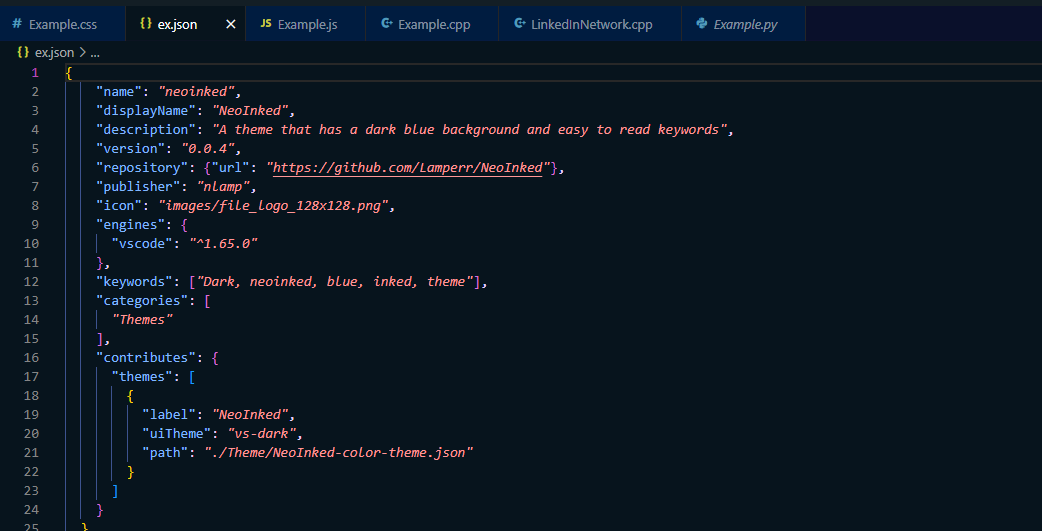 # Example.css {} ex.json × JS Example.js C++ Example.cpp C++ LinkedInNetwork.cpp Example.py
{} ex.json > ...
1 {
2 "name": "neoinked",
3 "displayName": "NeoInked",
4 "description": "A theme that has a dark blue background and easy to read keywords",
5 "version": "0.0.4",
6 "repository": {"url": "https://github.com/Lamperr/NeoInked"},
7 "publisher": "nlamp",
8 "icon": "images/file_logo_128x128.png",
9 "engines": {
10 "vscode": "^1.65.0"
11 },
12 "keywords": ["Dark, neoinked, blue, inked, theme"],
13 "categories": [
14 "Themes"
15 ],
16 "contributes": {
17 "themes": [
18 {
19 "label": "NeoInked",
20 "uiTheme": "vs-dark",
21 "path": "./Theme/NeoInked-color-theme.json"
22 }
23 ]
24 }
25 }